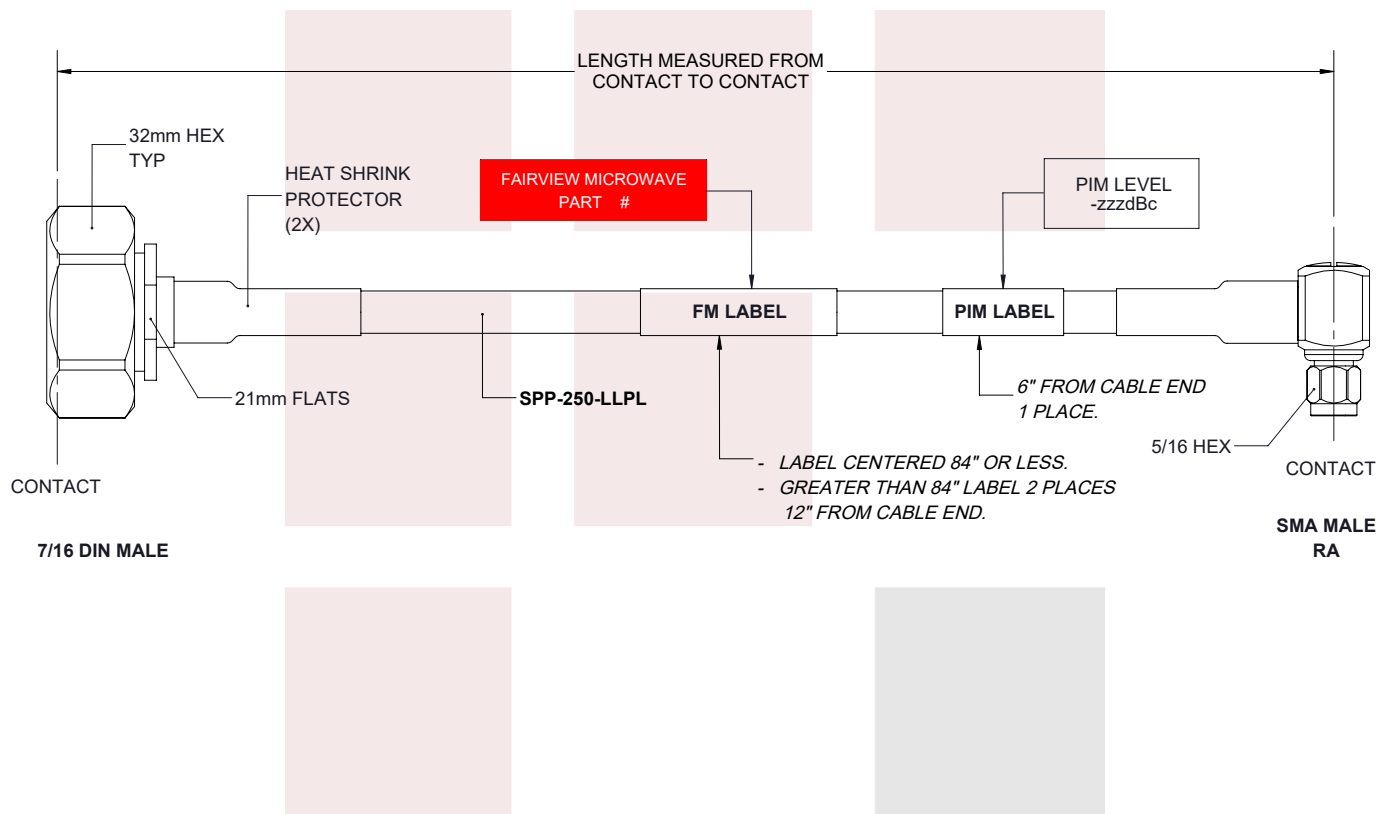 LENGTH MEASURED FROM
CONTACT TO CONTACT
32mm HEX
TYP
HEAT SHRINK
PROTECTOR
(2X)
FAIRVIEW MICROWAVE
PART #
PIM LEVEL
-zzzdBc
FM LABEL
PIM LABEL
21mm FLATS
SPP-250-LLPL
6" FROM CABLE END
1 PLACE.
- LABEL CENTERED 84" OR LESS.
- GREATER THAN 84" LABEL 2 PLACES
12" FROM CABLE END.
5/16 HEX
CONTACT
CONTACT
7/16 DIN MALE
SMA MALE
RA